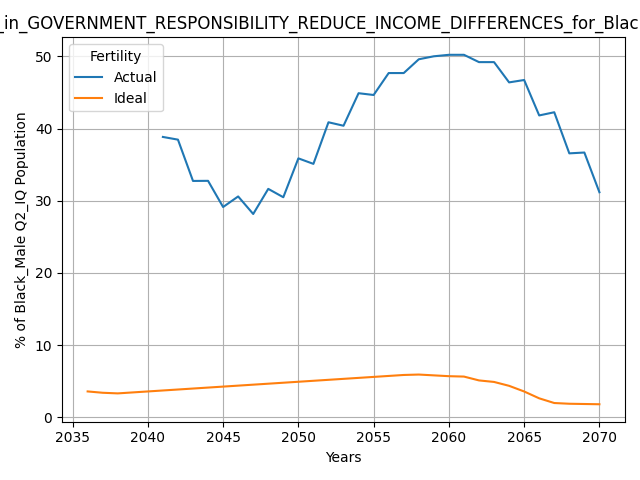 _in_GOVERNMENT_RESPONSIBILITY_REDUCE_INCOME_DIFFERENCES_for_Blac
Fertility
Actual
Ideal
% of Black_Male Q2_IQ Population
50
40
30
20
10
0
2035 2040 2045 2050 2055 2060 2065 2070
Years